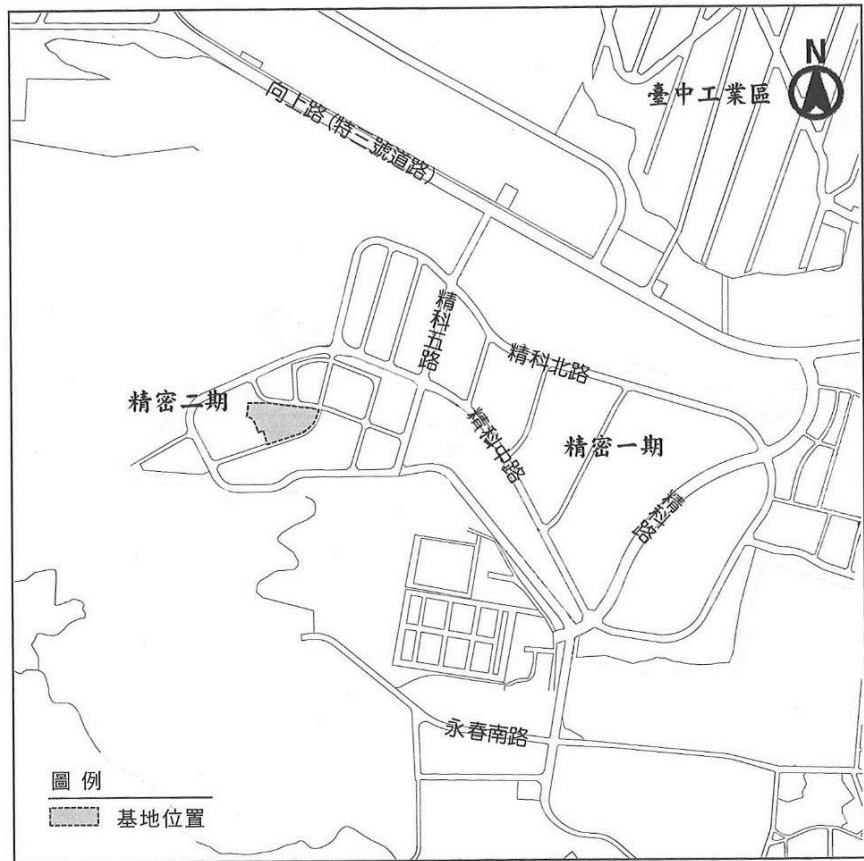 N
臺中工業區
向上路(特三號道路)
精科五路
精科北路
精密二期
精科中路
精密一期
精科路
永春南路
圖 例
基地位置